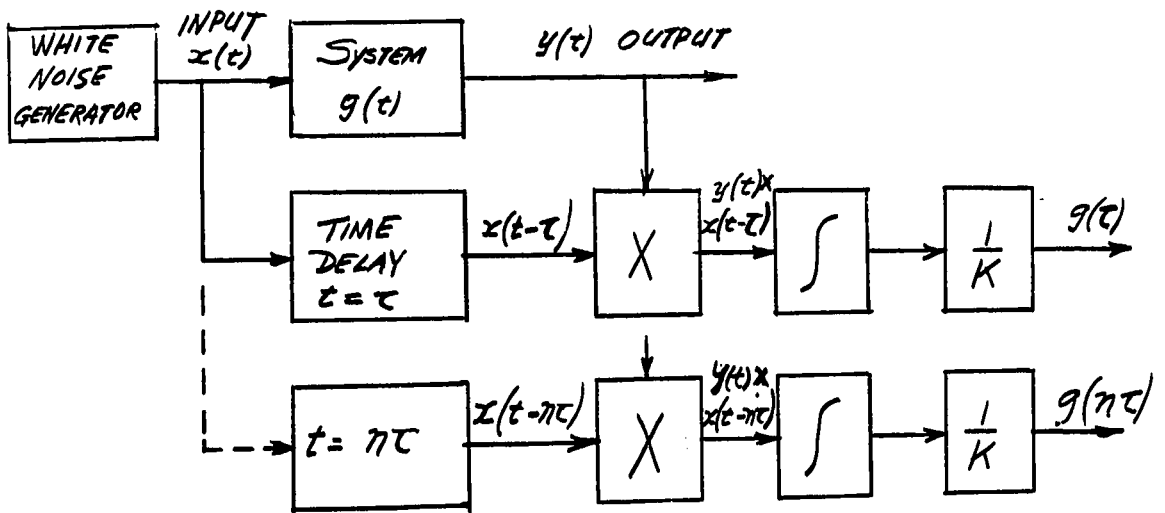 WHITE
NOISE
GENERATOR
INPUT
x(t)
SYSTEM
g(t)
y(t) OUTPUT
TIME
DELAY
t = τ
x(t-τ)
X
y(t)x
x(t-τ)
∫
1
K
g(τ)
t = nτ
x(t-nτ)
X
y(t)x
x(t-nτ)
∫
1
K
g(nτ)